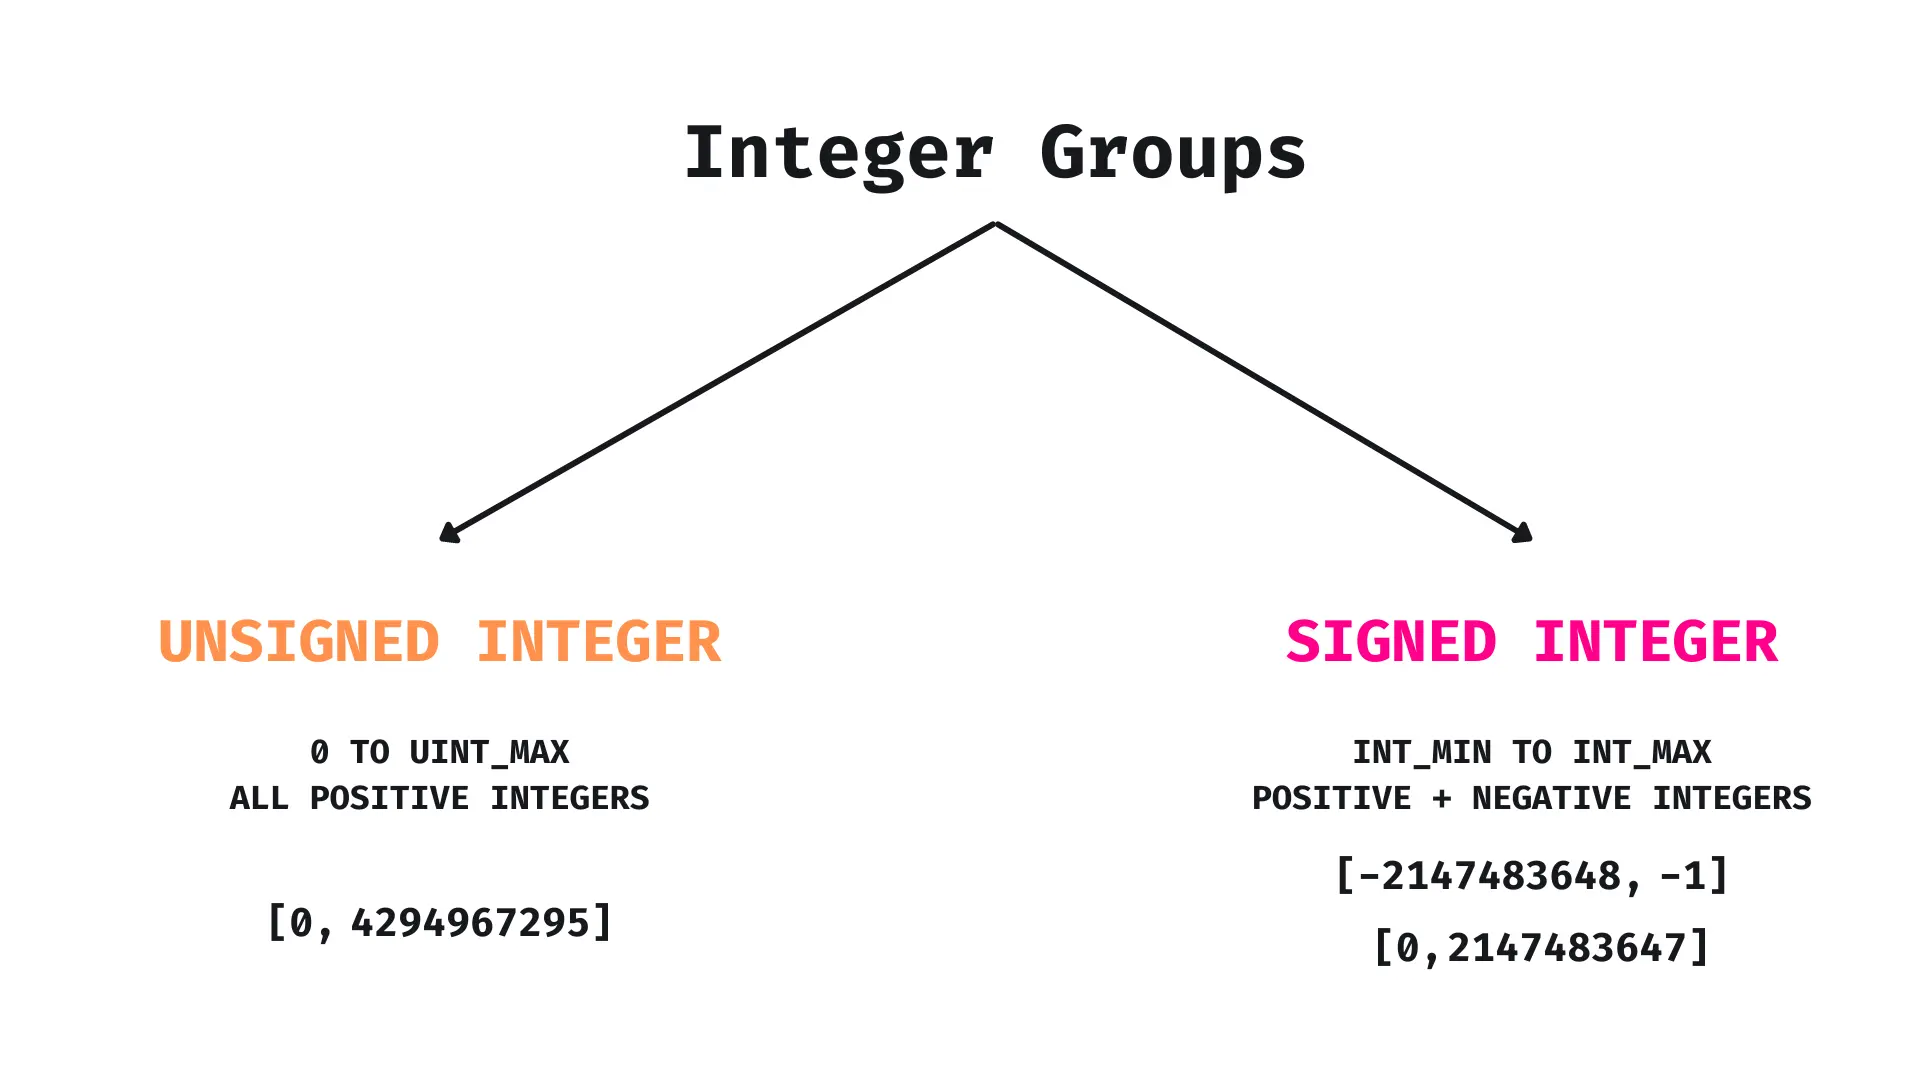 Integer Groups
UNSIGNED INTEGER
0 TO UINT_MAX
ALL POSITIVE INTEGERS
[0, 4294967295]
SIGNED INTEGER
INT_MIN TO INT_MAX
POSITIVE + NEGATIVE INTEGERS
[-2147483648, -1]
[0,2147483647]